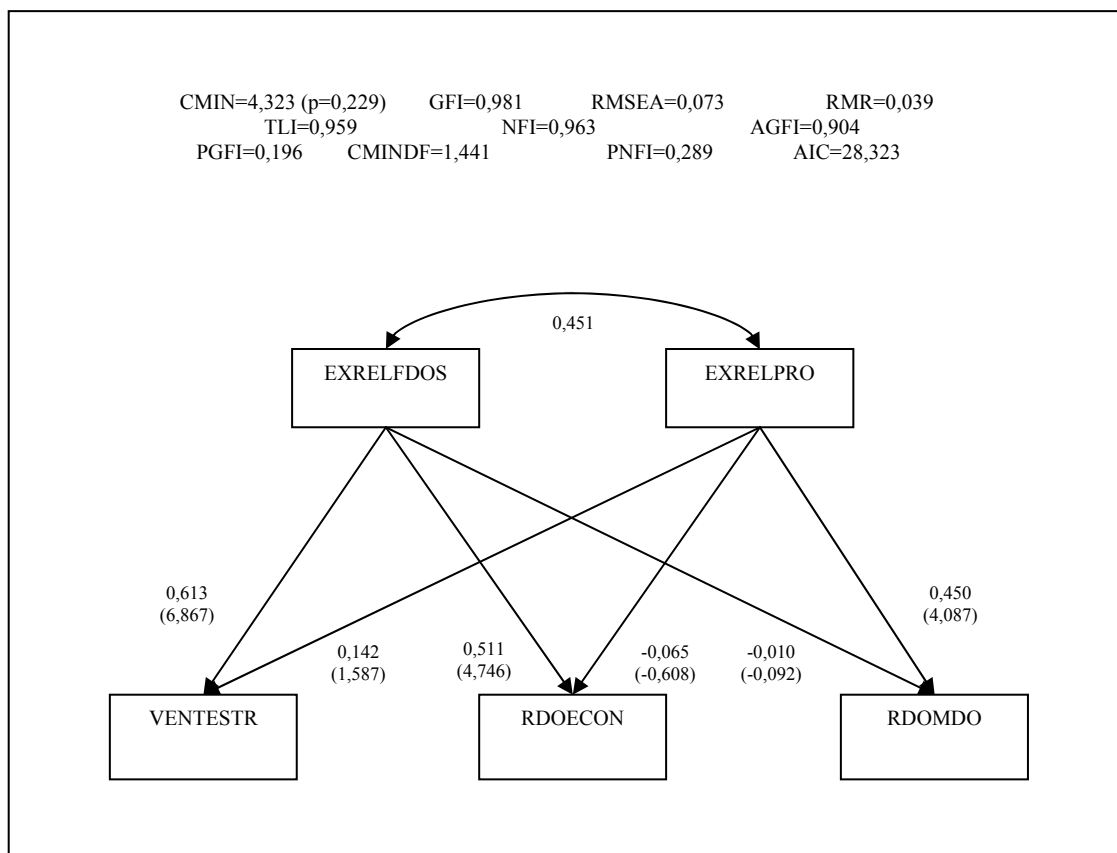 CMIN=4,323 (p=0,229) GFI=0,981 RMSEA=0,073 RMR=0,039
TLI=0,959 NFI=0,963 AGFI=0,904
PGFI=0,196 CMINDF=1,441 PNFI=0,289 AIC=28,323
0,451
EXRELFDOS EXRELPRO
0,613 0,450
(6,867) (4,087)
0,142 0,511 -0,065 -0,010
(1,587) (4,746) (-0,608) (-0,092)
VENTESTR RDOECON RDOMDO